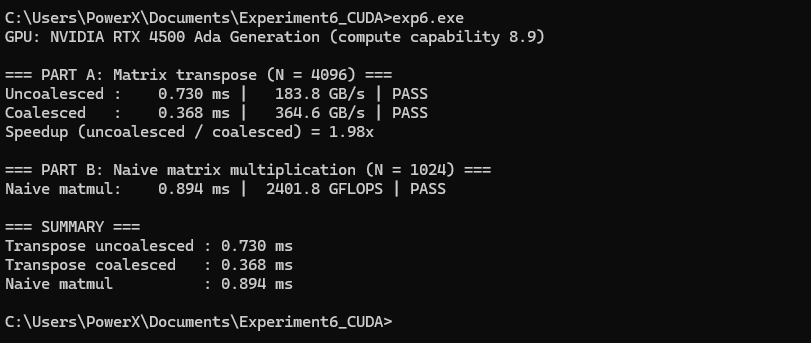 C:\Users\PowerX\Documents\Experiment6_CUDA>exp6.exe
GPU: NVIDIA RTX 4500 Ada Generation (compute capability 8.9)
=== PART A: Matrix transpose (N = 4096) ===
Uncoalesced :    0.730 ms |   183.8 GB/s | PASS
Coalesced   :    0.368 ms |   364.6 GB/s | PASS
Speedup (uncoalesced / coalesced) = 1.98x
=== PART B: Naive matrix multiplication (N = 1024) ===
Naive matmul:    0.894 ms |  2401.8 GFLOPS | PASS
=== SUMMARY ===
Transpose uncoalesced : 0.730 ms
Transpose coalesced   : 0.368 ms
Naive matmul          : 0.894 ms
C:\Users\PowerX\Documents\Experiment6_CUDA>